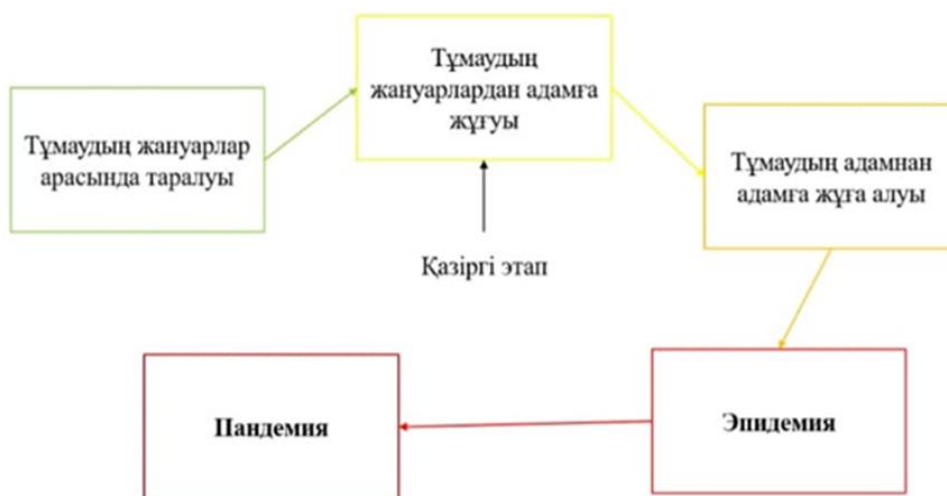 Тұмаудың жануарлар
арасында таралуы
Тұмаудың
жануарлардан адамға
жұғуы
Тұмаудың адамнан
адамға жұға алуы
Қазіргі этап
Эпидемия
Пандемия